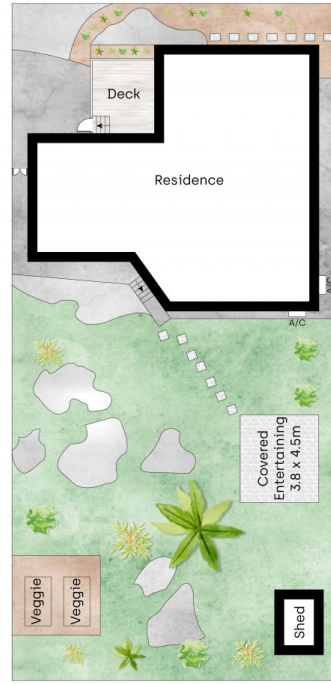 Deck
Residence
A/C
A/C
Covered
Entertaining
3.8 x 4.5m
Veggie
Veggie
Shed